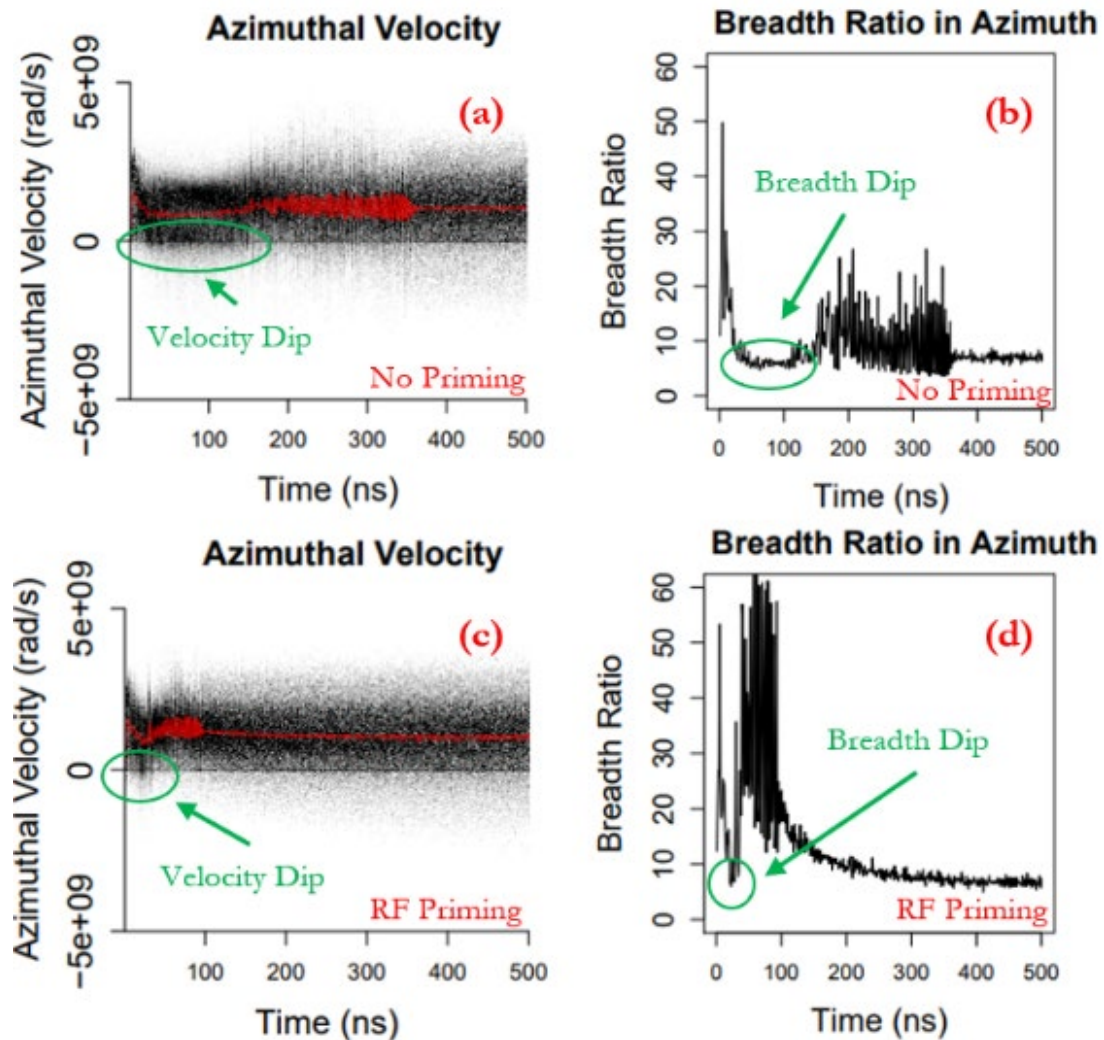 Azimuthal Velocity
Azimuthal Velocity (rad/s)
5e+09
0
−5e+09
(a)
Velocity Dip
No Priming
100
200
300
400
500
Time (ns)
Breadth Ratio in Azimuth
Breadth Ratio
60
50
40
30
20
10
0
(b)
Breadth Dip
No Priming
0
100
200
300
400
500
Time (ns)
Azimuthal Velocity
Azimuthal Velocity (rad/s)
5e+09
0
−5e+09
(c)
Velocity Dip
RF Priming
100
200
300
400
500
Time (ns)
Breadth Ratio in Azimuth
Breadth Ratio
60
50
40
30
20
10
0
(d)
Breadth Dip
RF Priming
0
100
200
300
400
500
Time (ns)